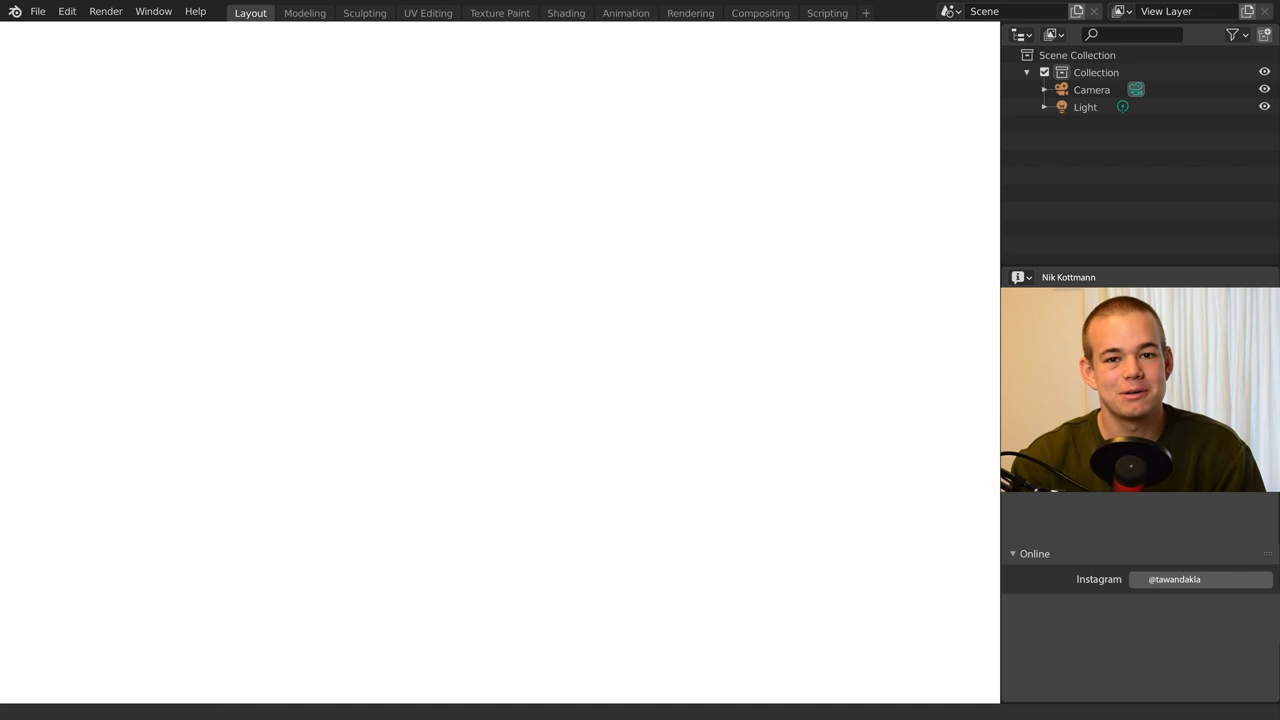 File Edit Render Window Help Layout Modeling Sculpting UV Editing Texture Paint Shading Animation Rendering Compositing Scripting + Scene View Layer
Scene Collection
Collection
Camera
Light
Nik Kottmann
Online
Instagram @tawandakla